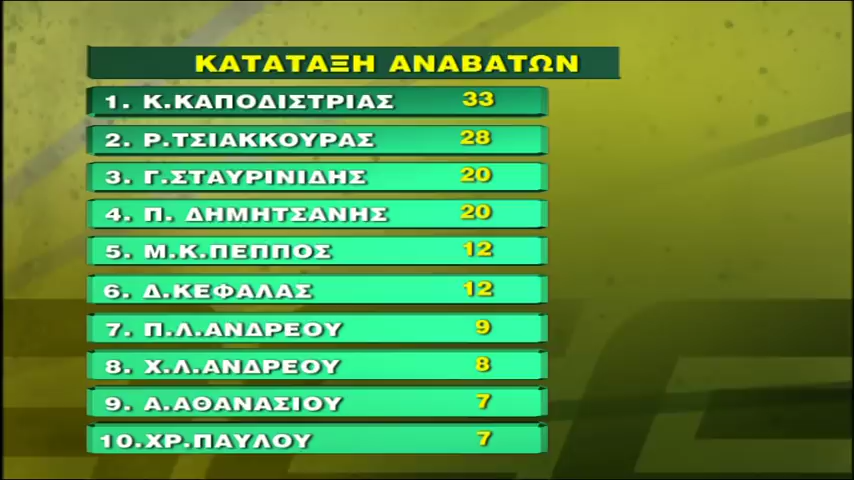 ΚΑΤΑΤΑΞΗ ΑΝΑΒΑΤΩΝ
1. Κ.ΚΑΠΟΔΙΣΤΡΙΑΣ 33
2. Ρ.ΤΣΙΑΚΚΟΥΡΑΣ 28
3. Γ.ΣΤΑΥΡΙΝΙΔΗΣ 20
4. Π. ΔΗΜΗΤΣΑΝΗΣ 20
5. Μ.Κ.ΠΕΠΠΟΣ 12
6. Δ.ΚΕΦΑΛΑΣ 12
7. Π.Λ.ΑΝΔΡΕΟΥ 9
8. Χ.Λ.ΑΝΔΡΕΟΥ 8
9. Α.ΑΘΑΝΑΣΙΟΥ 7
10.ΧΡ.ΠΑΥΛΟΥ 7